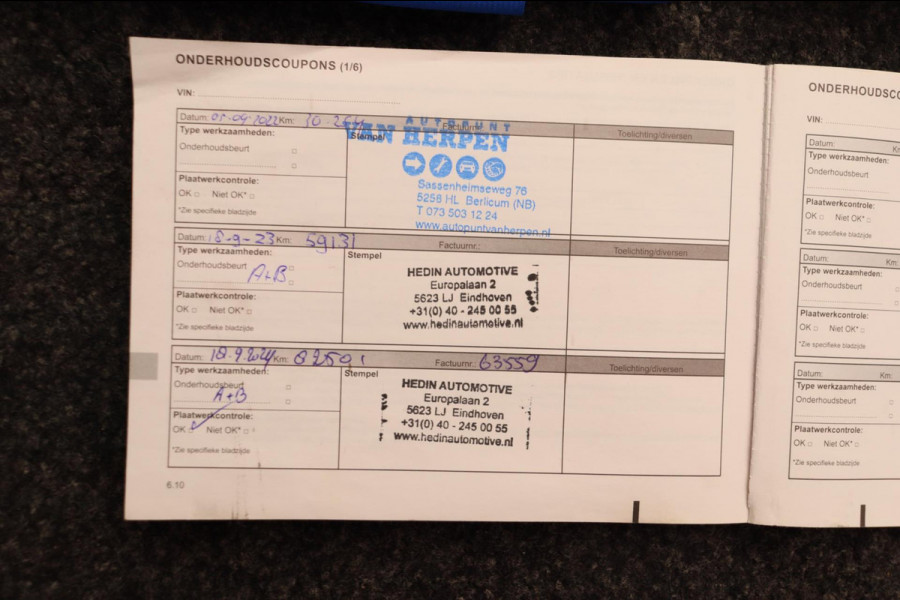 ONDERHOUDSCOUPONS (1/6)
VIN:
Datum: 01-09-2022 Km: 30-264 Factuurnr.: Toelichting/diversen
Type werkzaamheden: Stempel
Onderhoudsbeurt
Plaatwerkcontrole:
OK Niet OK*
*Zie specifieke bladzijde
AUTOPUNT
VAN HERPEN
Sassenheimseweg 76
5258 HL Berlicum (NB)
T 073 503 12 24
www.autopuntvanherpen.nl
Datum: 18-9-23 Km: 59131 Factuurnr.: Toelichting/diversen
Type werkzaamheden: Stempel
Onderhoudsbeurt A+B
Plaatwerkcontrole:
OK Niet OK*
*Zie specifieke bladzijde
HEDIN AUTOMOTIVE
Europalaan 2
5623 LJ Eindhoven
+31(0) 40 - 245 00 55
www.hedinautomotive.nl
Datum: 18.9.2024 Km: 82591 Factuurnr.: 63559 Toelichting/diversen
Type werkzaamheden: Stempel
Onderhoudsbeurt
A+B
Plaatwerkcontrole:
OK Niet OK*
*Zie specifieke bladzijde
HEDIN AUTOMOTIVE
Europalaan 2
5623 LJ Eindhoven
+31(0) 40 - 245 00 55
www.hedinautomotive.nl
6.10
ONDERHOUDSCO
VIN:
Datum: Km:
Type werkzaamheden:
Onderhoudsbeurt
Plaatwerkcontrole:
OK Niet OK*
*Zie specifieke bladzijde
Datum: Km:
Type werkzaamheden:
Onderhoudsbeurt
Plaatwerkcontrole:
OK Niet OK*
*Zie specifieke bladzijde
Datum: Km:
Type werkzaamheden:
Onderhoudsbeurt
Plaatwerkcontrole:
OK Niet OK*
*Zie specifieke bladzijde